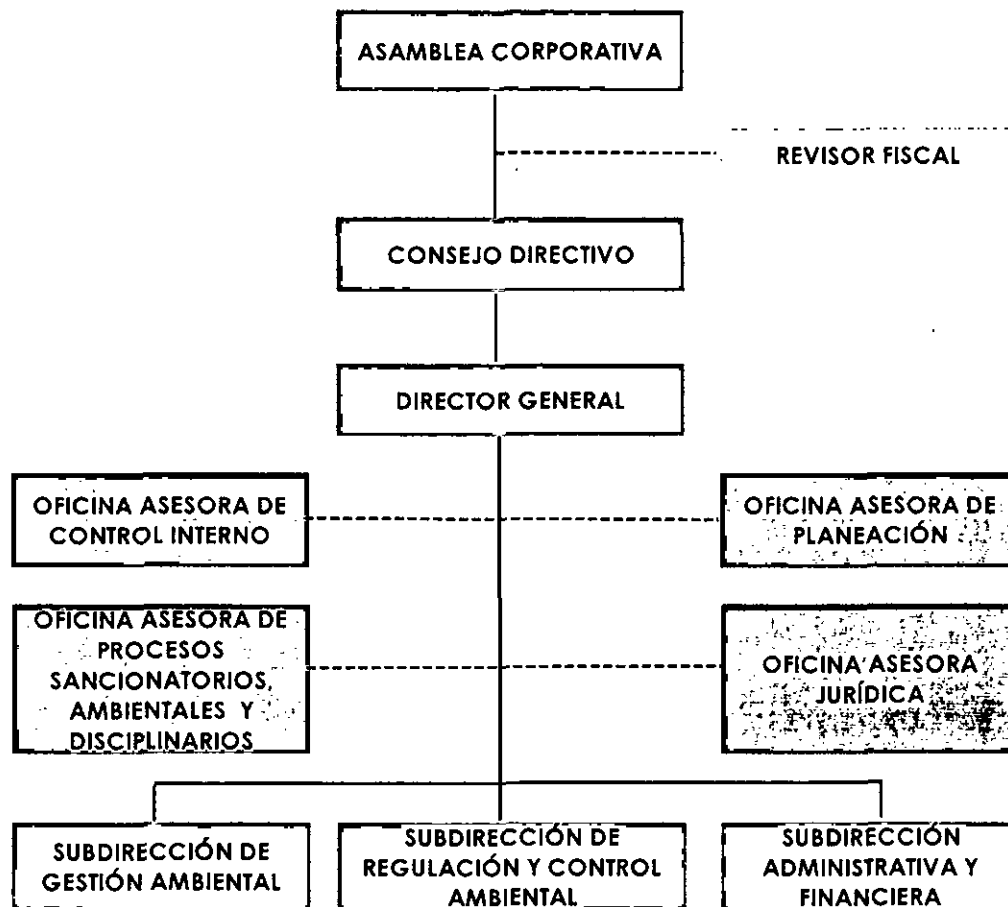 ASAMBLEA CORPORATIVA
REVISOR FISCAL
CONSEJO DIRECTIVO
DIRECTOR GENERAL
OFICINA ASESORA DE
CONTROL INTERNO
OFICINA ASESORA DE
PLANEACIÓN
OFICINA ASESORA DE
PROCESOS
SANCIONATORIOS,
AMBIENTALES Y
DISCIPLINARIOS
OFICINA ASESORA
JURÍDICA
SUBDIRECCIÓN DE
GESTIÓN AMBIENTAL
SUBDIRECCIÓN DE
REGULACIÓN Y CONTROL
AMBIENTAL
SUBDIRECCIÓN
ADMINISTRATIVA Y
FINANCIERA